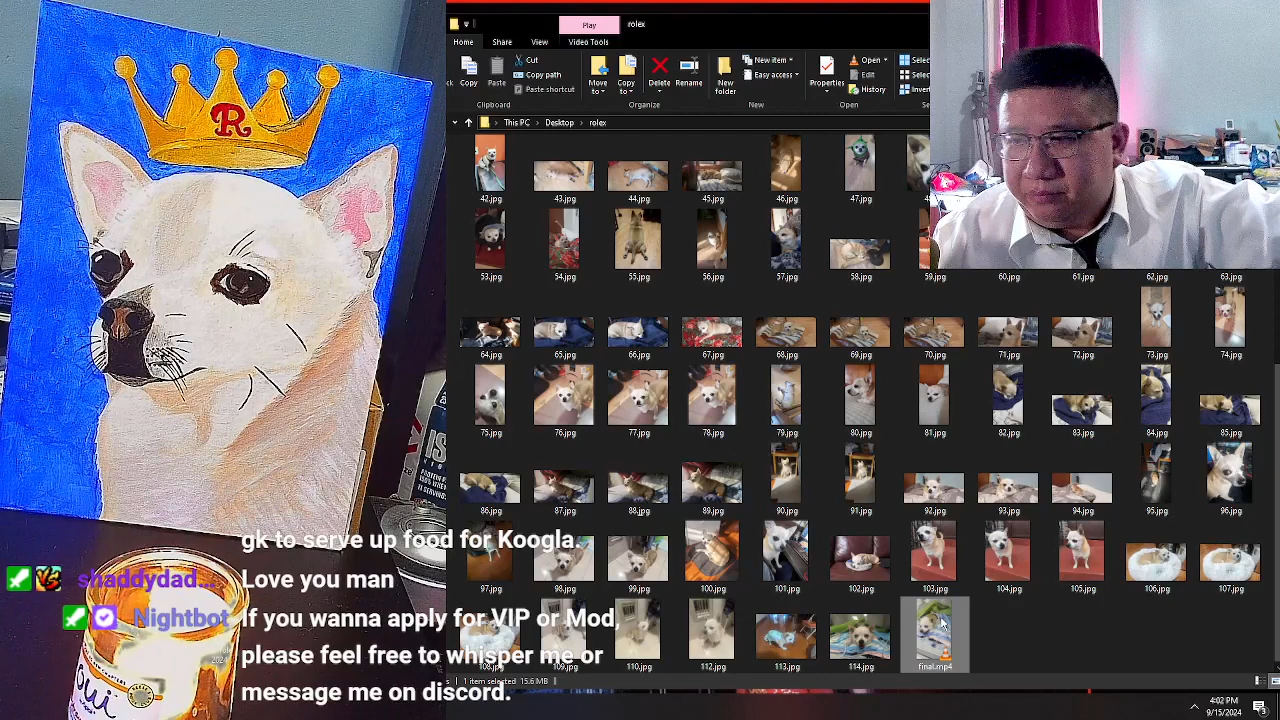 R
Play
rolex
Home
Share
View
Video Tools
Copy
Paste
Cut
Copy path
Paste shortcut
Move to
Copy to
Delete
Rename
New folder
New item
Easy access
Properties
Open
Edit
History
Clipboard
Organize
New
Open
This PC > Desktop > rolex
42.jpg
43.jpg
44.jpg
45.jpg
46.jpg
47.jpg
53.jpg
54.jpg
55.jpg
56.jpg
57.jpg
58.jpg
59.jpg
60.jpg
61.jpg
62.jpg
63.jpg
64.jpg
65.jpg
66.jpg
67.jpg
68.jpg
69.jpg
70.jpg
71.jpg
72.jpg
73.jpg
74.jpg
75.jpg
76.jpg
77.jpg
78.jpg
79.jpg
80.jpg
81.jpg
82.jpg
83.jpg
84.jpg
85.jpg
86.jpg
87.jpg
88.jpg
89.jpg
90.jpg
91.jpg
92.jpg
93.jpg
94.jpg
95.jpg
96.jpg
97.jpg
98.jpg
99.jpg
100.jpg
101.jpg
102.jpg
103.jpg
104.jpg
105.jpg
106.jpg
107.jpg
109.jpg
110.jpg
112.jpg
113.jpg
114.jpg
final.mp4
1 item selected 15.6 MB
gk to serve up food for Koogla.
shaddydad... Love you man
Nightbot If you wanna apply for VIP or Mod,
please feel free to whisper me or
message me on discord.
2024
4:02 PM
9/15/2024